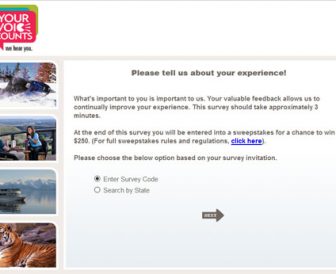 YOUR
VOICE
COUNTS
we hear you.
Please tell us about your experience!
What's important to you is important to us. Your valuable feedback allows us to
continually improve your experience. This survey should take approximately 3
minutes.
At the end of this survey you will be entered into a sweepstakes for a chance to win
$250. (For full sweepstakes rules and regulations, click here).
Please choose the below option based on your survey invitation.
Enter Survey Code
Search by State
NEXT